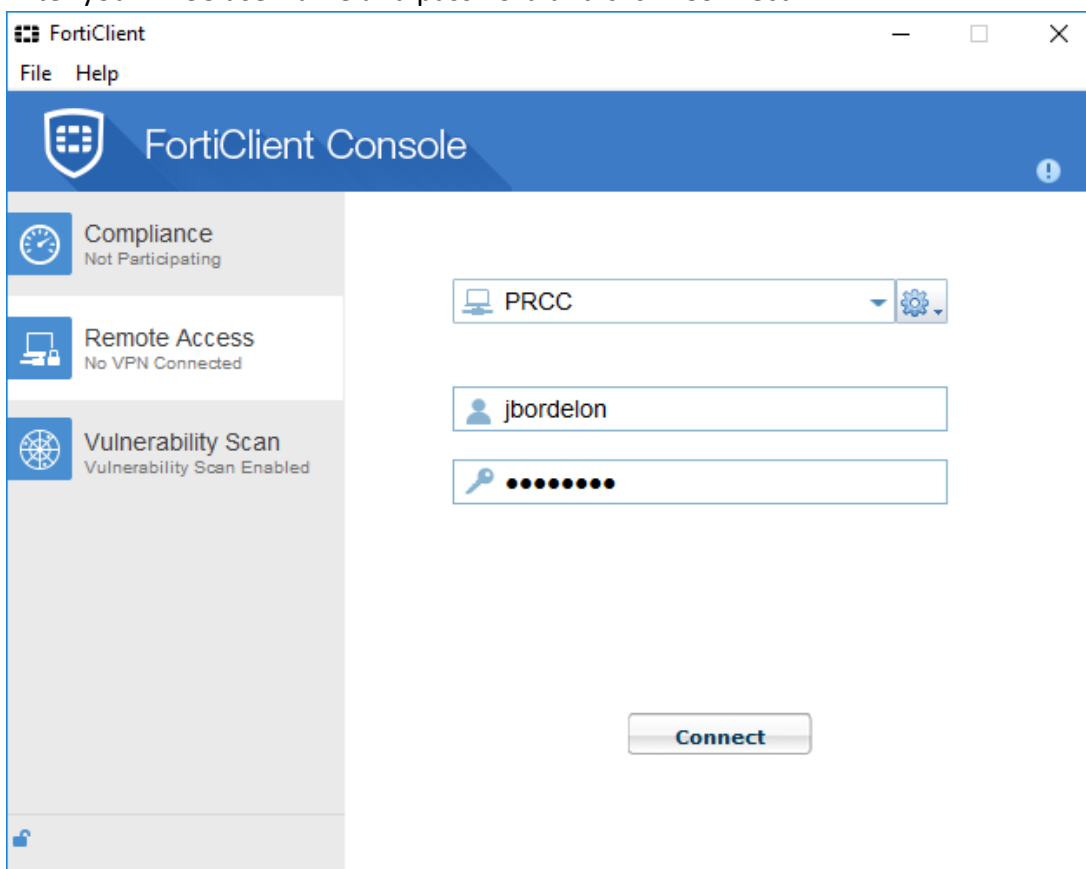 FortiClient
File Help
FortiClient Console
Compliance
Not Participating
Remote Access
No VPN Connected
Vulnerability Scan
Vulnerability Scan Enabled
PRCC
jbordelon
••••••••
Connect